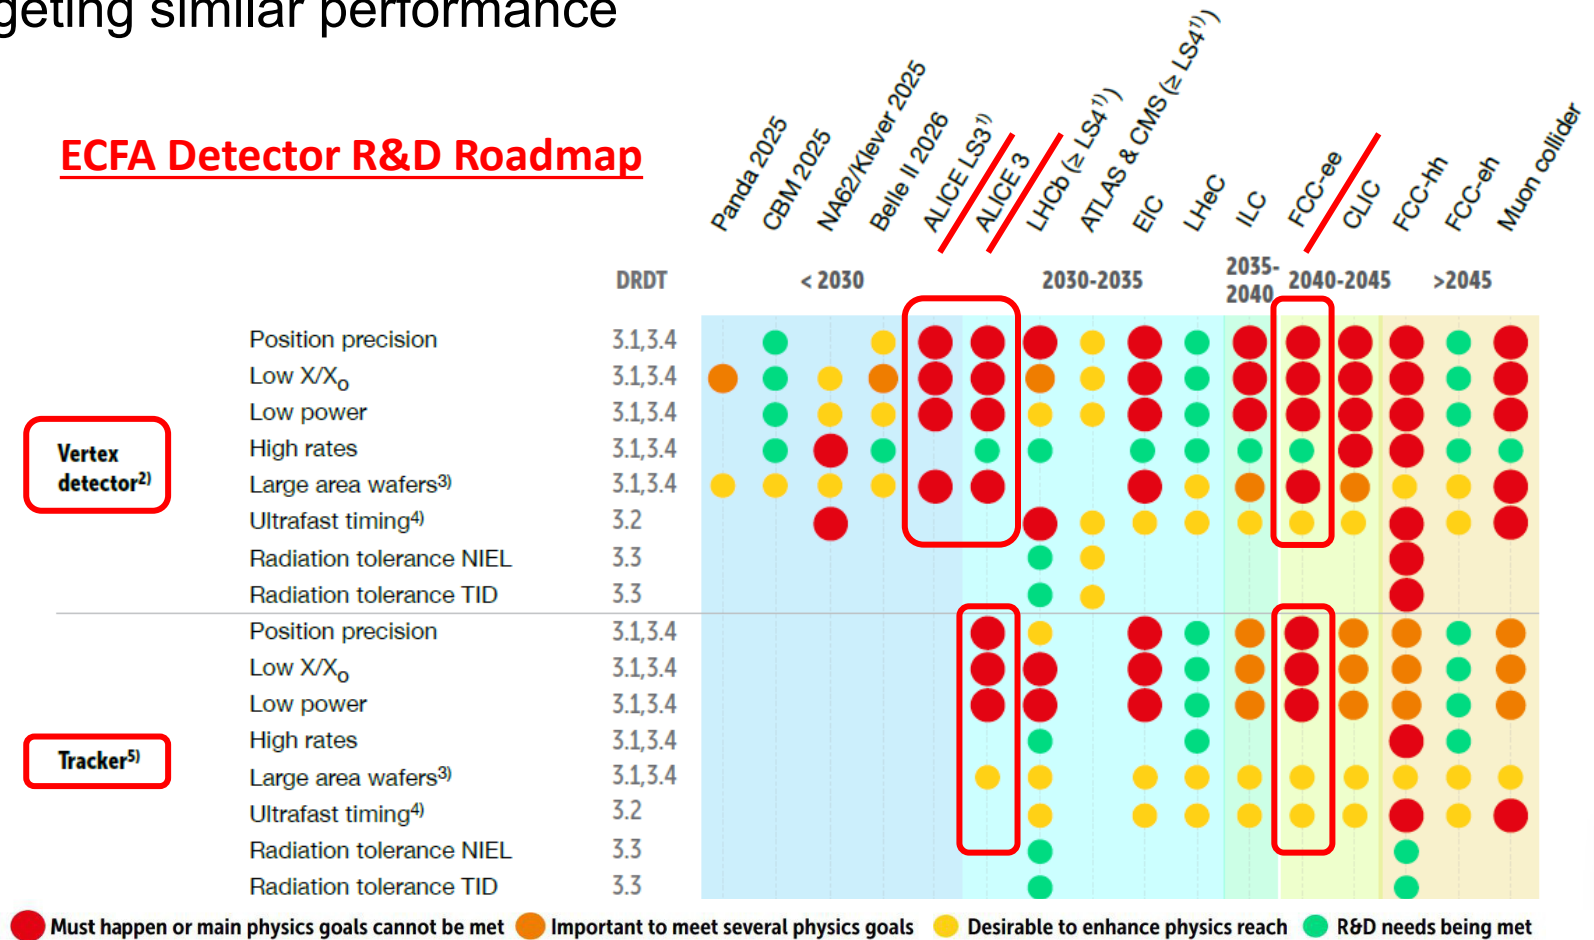 geting similar performance
ECFA Detector R&D Roadmap
Panda 2025
CBM 2025
NA62/Klever 2025
Belle II 2026
ALICE LS3¹⁾
ALICE 3
LHCb (≥ LS4¹⁾)
ATLAS & CMS (≥ LS4¹⁾)
EIC
LHeC
ILC
FCC-ee
CLIC
FCC-hh
FCC-eh
Muon collider
DRDT
< 2030
2030-2035
2035-
2040
2040-2045
>2045
Vertex
detector²⁾
Position precision 3.1,3.4
Low X/Xₒ 3.1,3.4
Low power 3.1,3.4
High rates 3.1,3.4
Large area wafers³⁾ 3.1,3.4
Ultrafast timing⁴⁾ 3.2
Radiation tolerance NIEL 3.3
Radiation tolerance TID 3.3
Tracker⁵⁾
Position precision 3.1,3.4
Low X/Xₒ 3.1,3.4
Low power 3.1,3.4
High rates 3.1,3.4
Large area wafers³⁾ 3.1,3.4
Ultrafast timing⁴⁾ 3.2
Radiation tolerance NIEL 3.3
Radiation tolerance TID 3.3
Must happen or main physics goals cannot be met
Important to meet several physics goals
Desirable to enhance physics reach
R&D needs being met